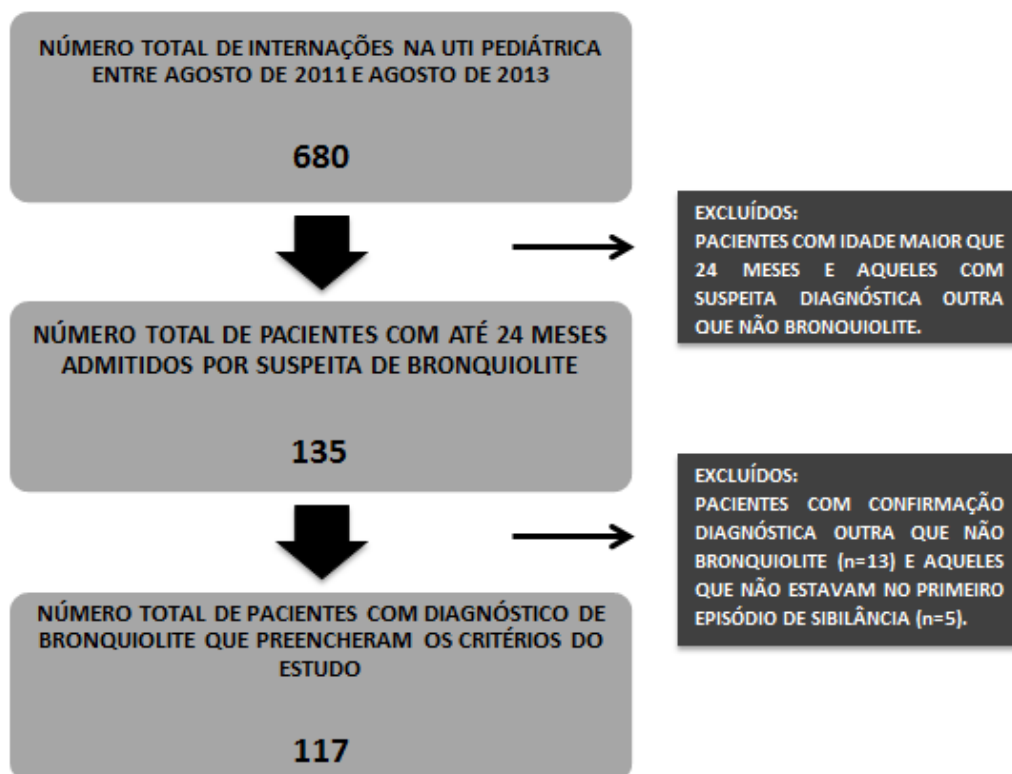 NÚMERO TOTAL DE INTERNAÇÕES NA UTI PEDIÁTRICA
ENTRE AGOSTO DE 2011 E AGOSTO DE 2013
680
EXCLUÍDOS:
PACIENTES COM IDADE MAIOR QUE
24 MESES E AQUELES COM
SUSPEITA DIAGNÓSTICA OUTRA
QUE NÃO BRONQUIOLITE.
NÚMERO TOTAL DE PACIENTES COM ATÉ 24 MESES
ADMITIDOS POR SUSPEITA DE BRONQUIOLITE
135
EXCLUÍDOS:
PACIENTES COM CONFIRMAÇÃO
DIAGNÓSTICA OUTRA QUE NÃO
BRONQUIOLITE (n=13) E AQUELES
QUE NÃO ESTAVAM NO PRIMEIRO
EPISÓDIO DE SIBILÂNCIA (n=5).
NÚMERO TOTAL DE PACIENTES COM DIAGNÓSTICO DE
BRONQUIOLITE QUE PREENCHERAM OS CRITÉRIOS DO
ESTUDO
117